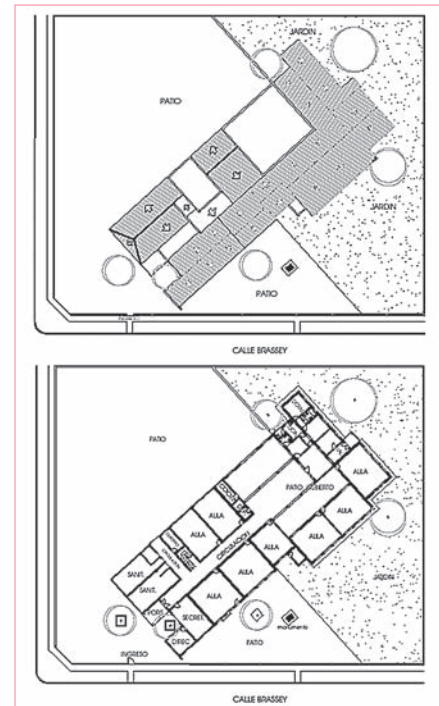 JARDIN
PATIO
JARDIN
PATIO
CALLE BRASSEY
PATIO
AULA
PATIO CUBIERTO
AULA
AULA
AULA
AULA
CIRCULACION
AULA
AULA
SANIT.
SANIT.
AULA
JARDIN
PORT.
SECRET.
monumento
DIREC.
PATIO
INGRESO
CALLE BRASSEY